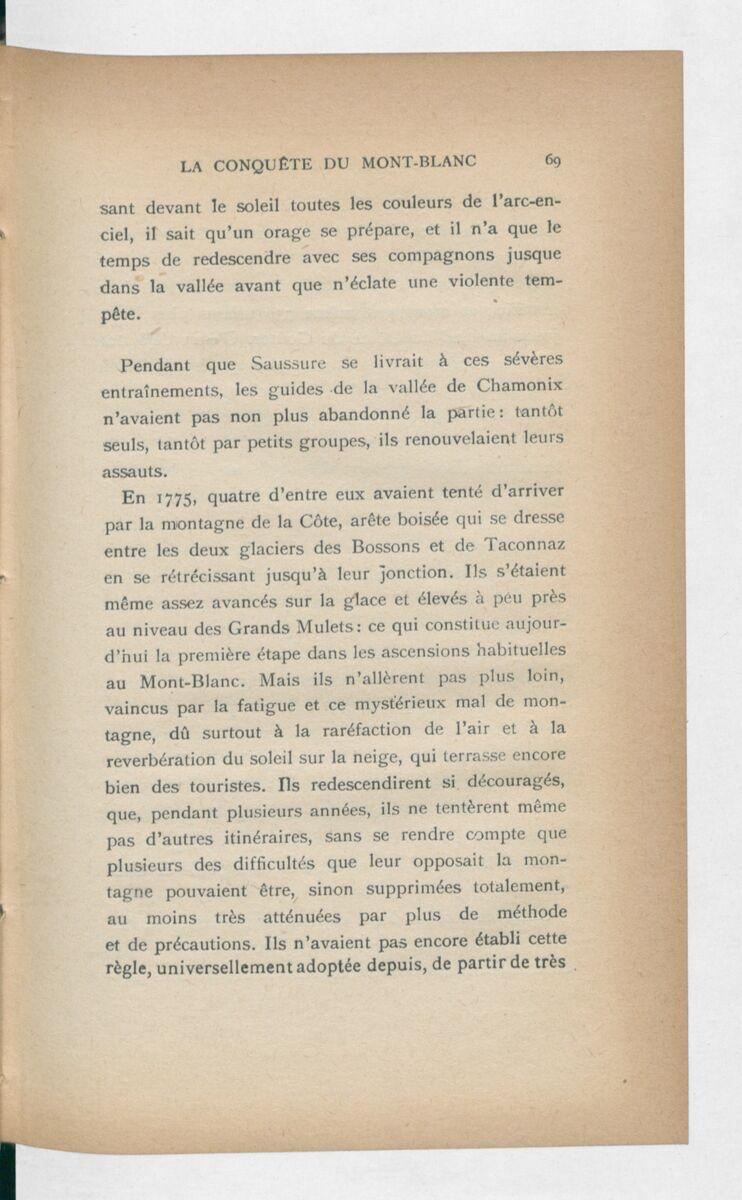 LA CONQUÊTE DU MONT-BLANC 69
sant devant le soleil toutes les couleurs de l'arc-en-
ciel, il sait qu'un orage se prépare, et il n'a que le
temps de redescendre avec ses compagnons jusque
dans la vallée avant que n'éclate une violente tem-
pête.
Pendant que Saussure se livrait à ces sévères
entraînements, les guides de la vallée de Chamonix
n'avaient pas non plus abandonné la partie: tantôt
seuls, tantôt par petits groupes, ils renouvelaient leurs
assauts.
En 1775, quatre d'entre eux avaient tenté d'arriver
par la montagne de la Côte, arête boisée qui se dresse
entre les deux glaciers des Bossons et de Taconnaz
en se rétrécissant jusqu'à leur jonction. Ils s'étaient
même assez avancés sur la glace et élevés à peu près
au niveau des Grands Mulets: ce qui constitue aujour-
d'hui la première étape dans les ascensions habituelles
au Mont-Blanc. Mais ils n'allèrent pas plus loin,
vaincus par la fatigue et ce mystérieux mal de mon-
tagne, dû surtout à la raréfaction de l'air et à la
reverbération du soleil sur la neige, qui terrasse encore
bien des touristes. Ils redescendirent si découragés,
que, pendant plusieurs années, ils ne tentèrent même
pas d'autres itinéraires, sans se rendre compte que
plusieurs des difficultés que leur opposait la mon-
tagne pouvaient être, sinon supprimées totalement,
au moins très atténuées par plus de méthode
et de précautions. Ils n'avaient pas encore établi cette
règle, universellement adoptée depuis, de partir de très